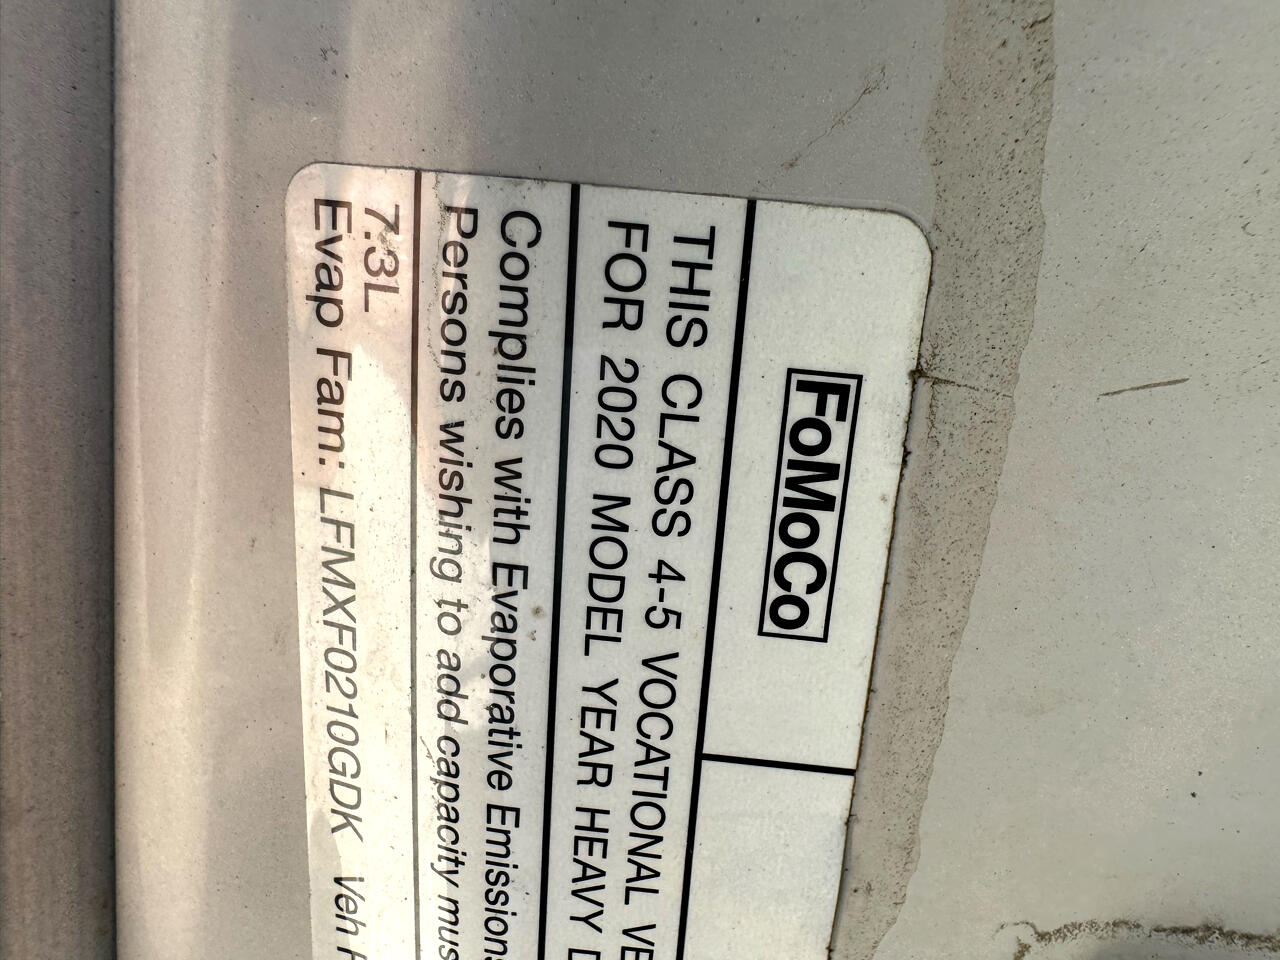 FoMoCo
THIS CLASS 4-5 VOCATIONAL VE
FOR 2020 MODEL YEAR HEAVY D
Complies with Evaporative Emissions
Persons wishing to add capacity mus
7.3L
Evap Fam: LFMXF0210GDK Veh F